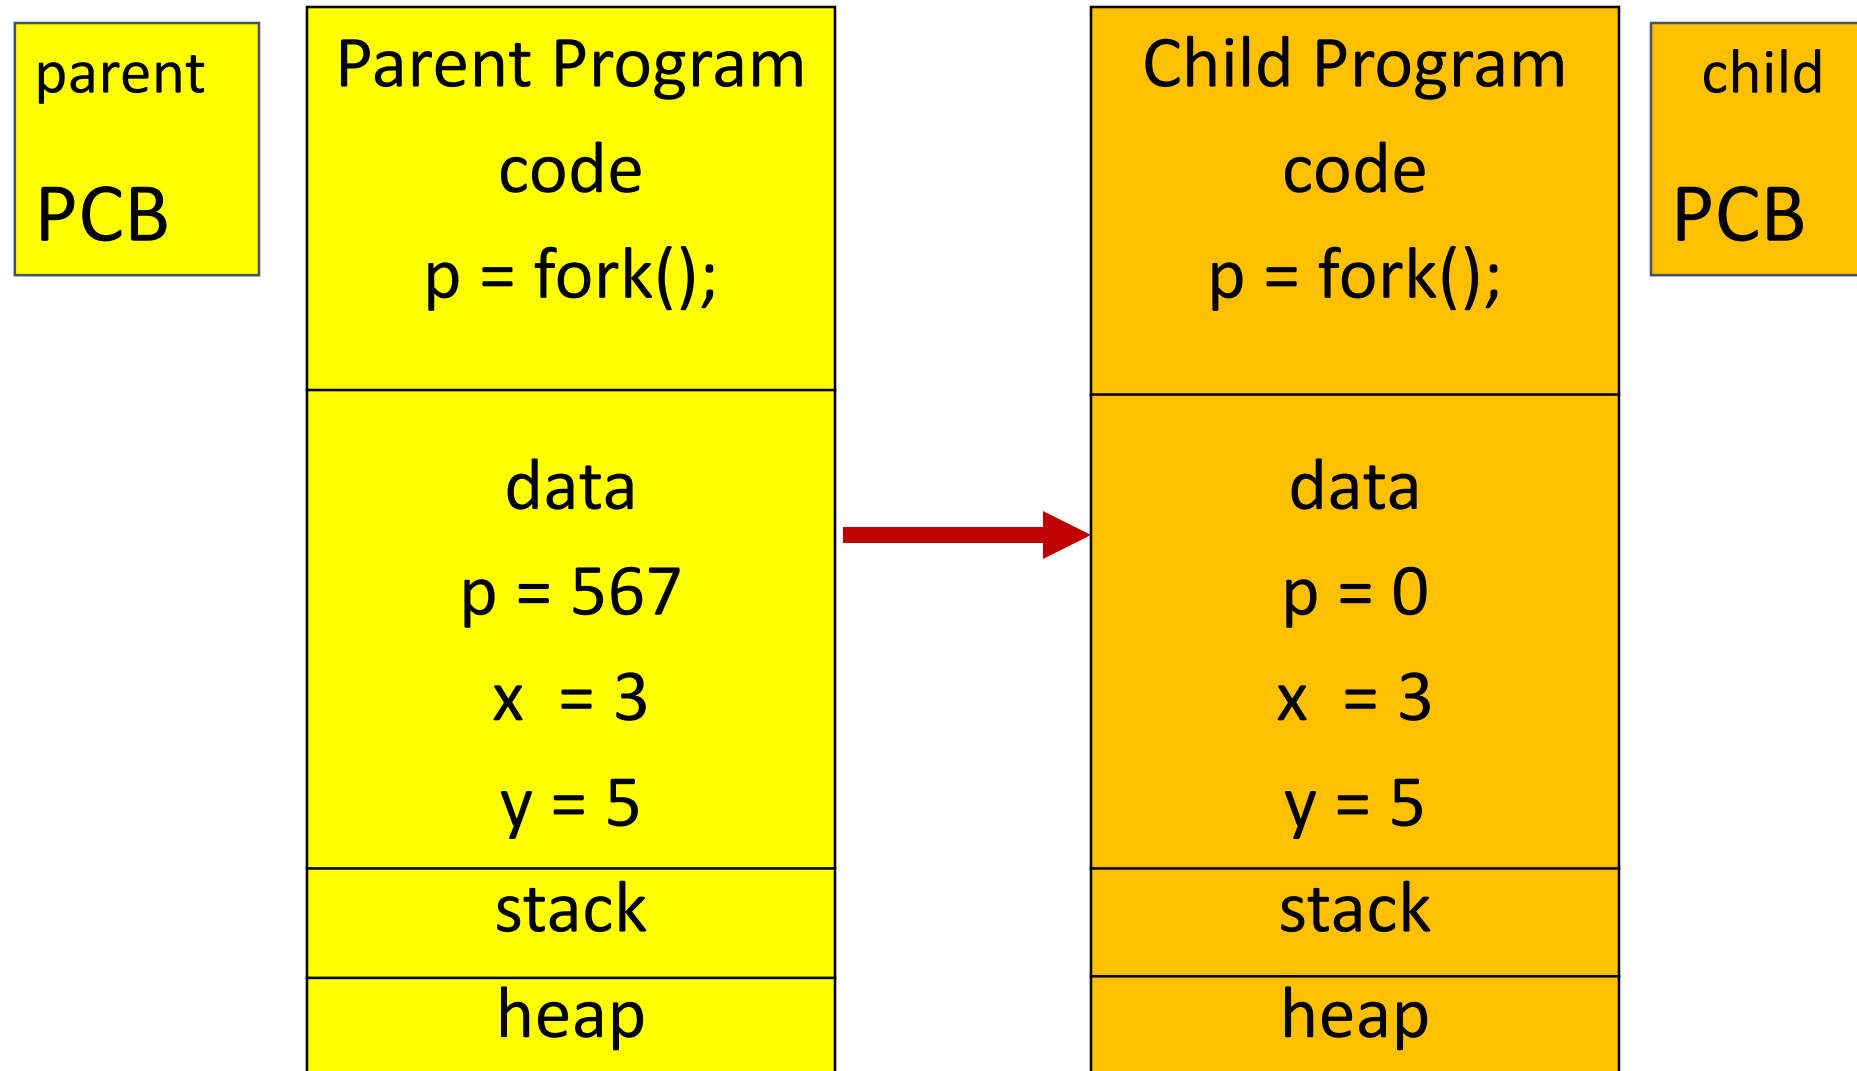 parent
PCB
Parent Program
code
p = fork();
data
p = 567
x  = 3
y = 5
stack
heap
Child Program
code
p = fork();
data
p = 0
x  = 3
y = 5
stack
heap
child
PCB